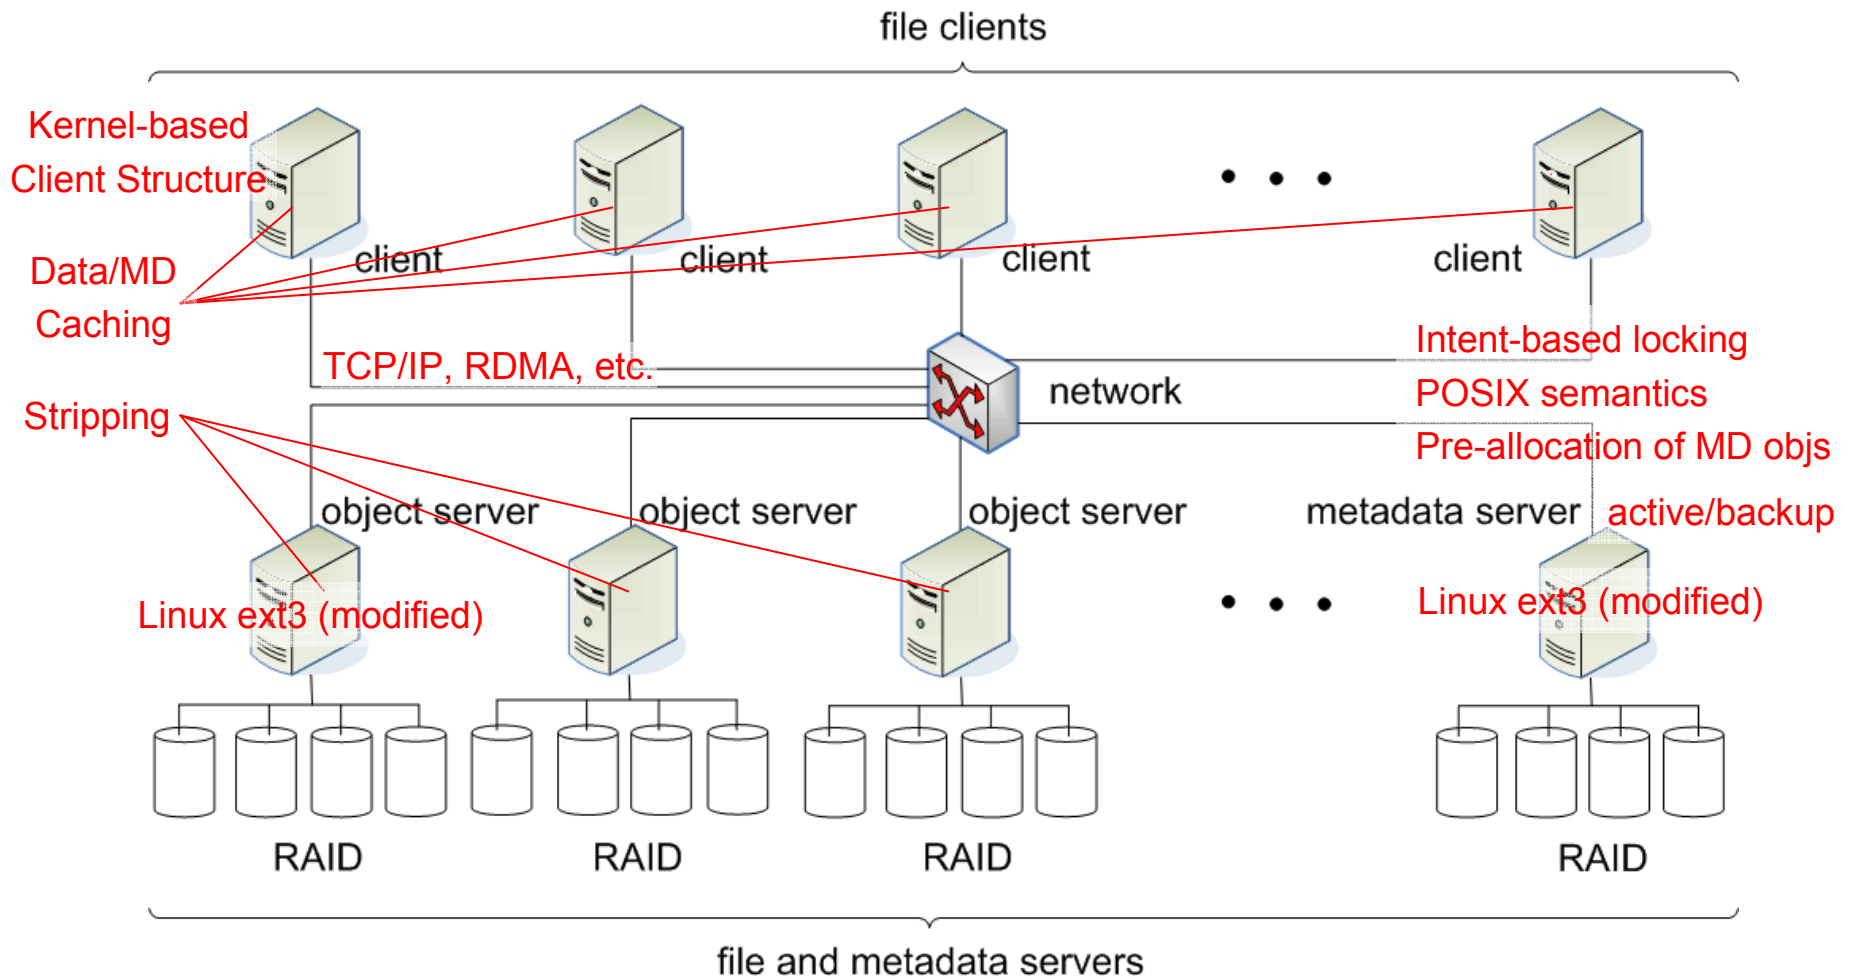 file clients
Kernel-based
Client Structure
client
client
client
client
Data/MD
Caching
TCP/IP, RDMA, etc.
network
Intent-based locking
POSIX semantics
Pre-allocation of MD objs
Stripping
object server
object server
object server
metadata server
active/backup
Linux ext3 (modified)
Linux ext3 (modified)
RAID
RAID
RAID
RAID
file and metadata servers